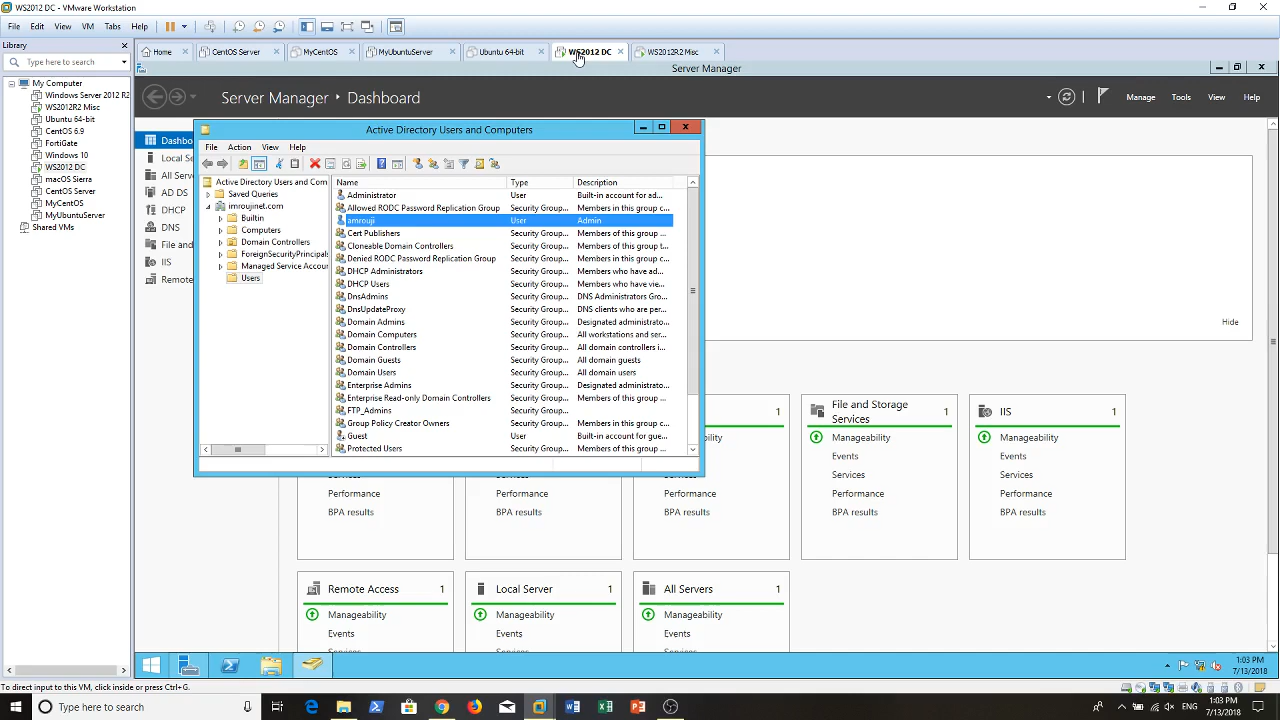 WS2012 DC - VMware Workstation
File Edit View VM Tabs Help
Library
Type here to search
My Computer
Windows Server 2012 R2
WS2012R2 Misc
Ubuntu 64-bit
CentOS 6.9
FortiGate
Windows 10
WS2012 DC
macOS Sierra
CentOS Server
MyCentOS
MyUbuntuServer
Shared VMs
Home CentOS Server MyCentOS MyUbuntuServer Ubuntu 64-bit WS2012 DC WS2012R2 Misc
Server Manager
Server Manager Dashboard
Manage Tools View Help
Dashbo
Local Se
All Serv
AD DS
DHCP
DNS
File and
IIS
Remote
Active Directory Users and Computers
File Action View Help
Active Directory Users and Com
Saved Queries
imroujinet.com
Builtin
Computers
Domain Controllers
ForeignSecurityPrincipals
Managed Service Accour
Users
Name Type Description
Administrator User Built-in account for ad...
Allowed RODC Password Replication Group Security Group... Members in this group c...
amrouji User Admin
Cert Publishers Security Group... Members of this group ...
Cloneable Domain Controllers Security Group... Members of this group t...
Denied RODC Password Replication Group Security Group... Members in this group c...
DHCP Administrators Security Group... Members who have ad...
DHCP Users Security Group... Members who have vie...
DnsAdmins Security Group... DNS Administrators Gro...
DnsUpdateProxy Security Group... DNS clients who are per...
Domain Admins Security Group... Designated administrato...
Domain Computers Security Group... All workstations and ser...
Domain Controllers Security Group... All domain controllers i...
Domain Guests Security Group... All domain guests
Domain Users Security Group... All domain users
Enterprise Admins Security Group... Designated administrato...
Enterprise Read-only Domain Controllers Security Group... Members of this group ...
FTP_Admins Security Group...
Group Policy Creator Owners Security Group... Members in this group c...
Guest User Built-in account for gue...
Protected Users Security Group... Members of this group ...
Hide
1
File and Storage Services 1
Manageability
Events
Services
Performance
BPA results
IIS 1
Manageability
Events
Services
Performance
BPA results
Performance
BPA results
Performance
BPA results
Performance
BPA results
Remote Access 1
Manageability
Events
Local Server 1
Manageability
Events
All Servers 1
Manageability
Events
1:03 PM
7/13/2018
To direct input to this VM, click inside or press Ctrl+G.
Type here to search
1:03 PM
7/13/2018